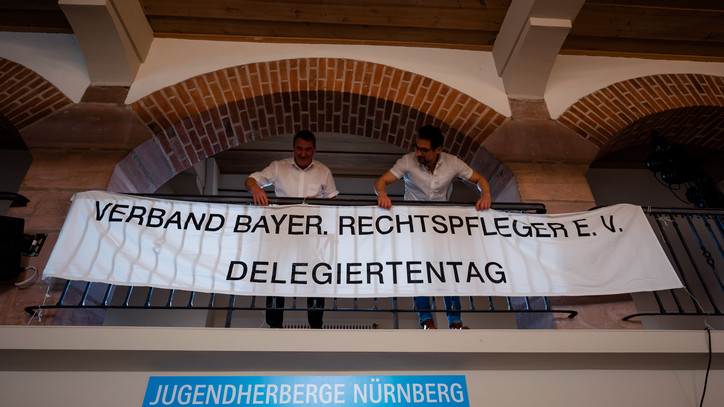 VERBAND BAYER. RECHTSPFLEGER E. V.
DELEGIERTENTAG
JUGENDHERBERGE NÜRNBERG